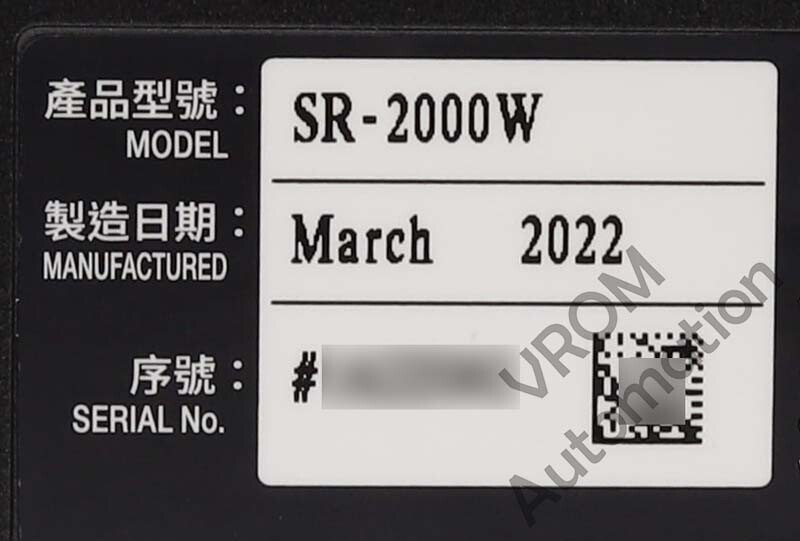 產品型號：
MODEL
SR-2000W
製造日期：
MANUFACTURED
March 2022
序號：
SERIAL No.
#
VROM
Automotion